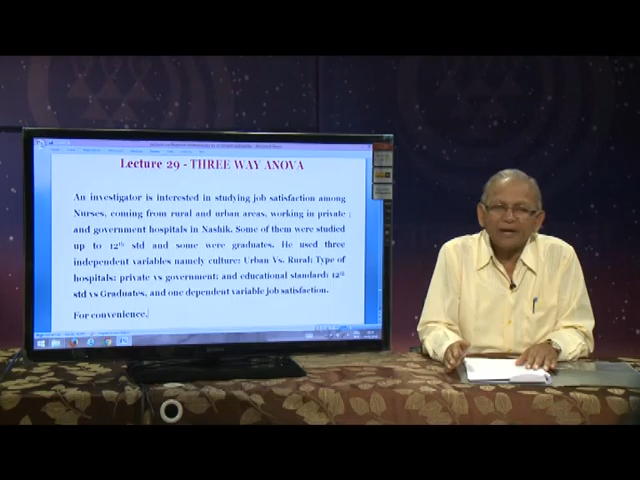 Lecture 29 - THREE WAY ANOVA
An investigator is interested in studying job satisfaction among
Nurses, coming from rural and urban areas, working in private ;
and government hospitals in Nashik. Some of them were studied
up to 12th std and some were graduates. He used three
independent variables namely culture: Urban Vs. Rural; Type of
hospitals: private vs government; and educational standard: 12th
std vs Graduates, and one dependent variable job satisfaction.
For convenience,